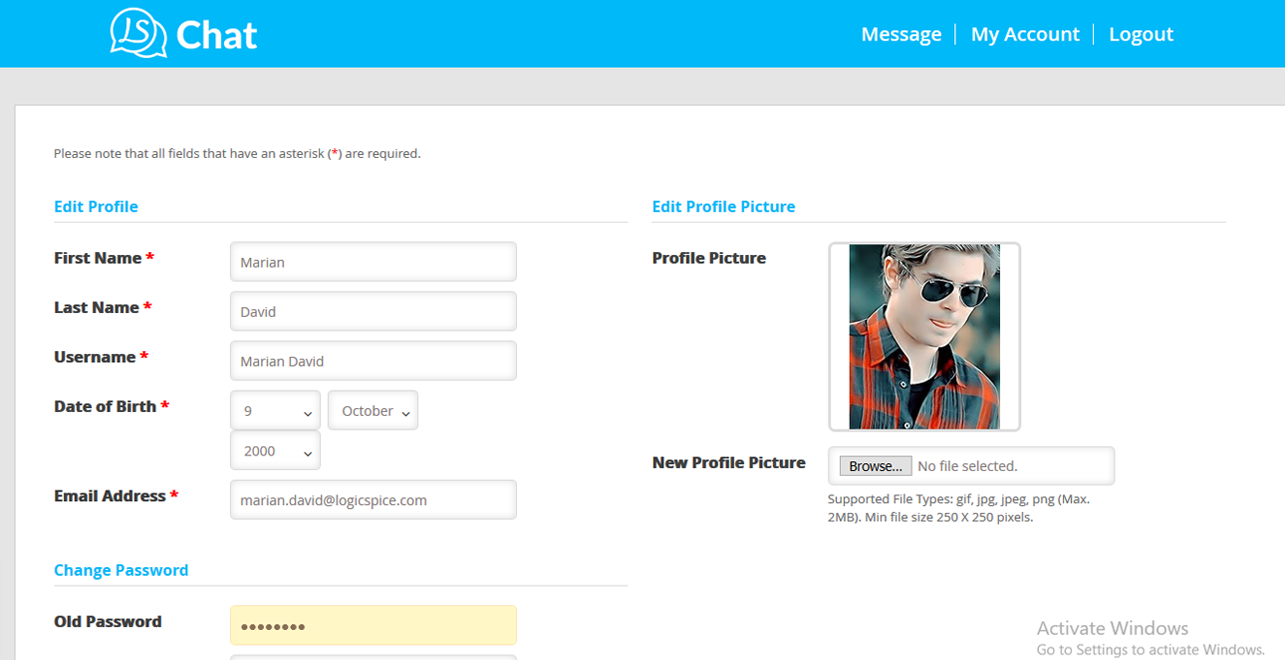 LS Chat
Message | My Account | Logout
Please note that all fields that have an asterisk (*) are required.
Edit Profile
First Name * Marian
Last Name * David
Username * Marian David
Date of Birth * 9 October
2000
Email Address * marian.david@logicspice.com
Change Password
Old Password ••••••••
Edit Profile Picture
Profile Picture
New Profile Picture Browse... No file selected.
Supported File Types: gif, jpg, jpeg, png (Max.
2MB). Min file size 250 X 250 pixels.
Activate Windows
Go to Settings to activate Windows.